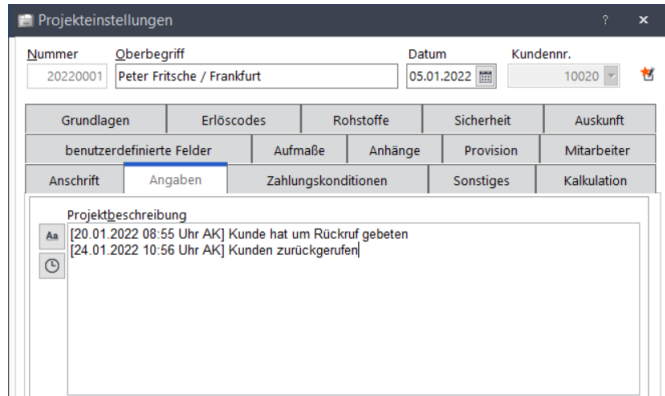 Projekteinstellungen ?
Nummer Oberbegriff Datum Kundennr.
20220001 Peter Fritsche / Frankfurt 05.01.2022 10020
Grundlagen Erlöscodes Rohstoffe Sicherheit Auskunft
benutzerdefinierte Felder Aufmaße Anhänge Provision Mitarbeiter
Anschrift Angaben Zahlungskonditionen Sonstiges Kalkulation
Projektbeschreibung
Aa [20.01.2022 08:55 Uhr AK] Kunde hat um Rückruf gebeten
[24.01.2022 10:56 Uhr AK] Kunden zurückgerufen